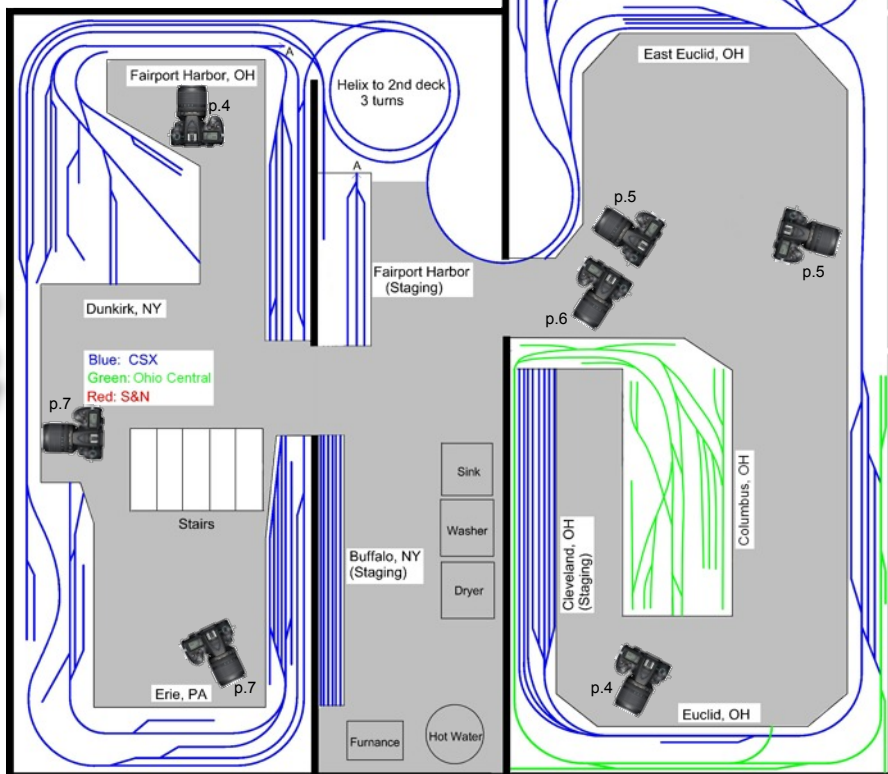 East Euclid, OH
A
Fairport Harbor, OH
p.4
Helix to 2nd deck
3 turns
A
p.5
p.5
Fairport Harbor
(Staging)
p.6
Dunkirk, NY
Blue: CSX
Green: Ohio Central
Red: S&N
p.7
Stairs
Sink
Washer
Dryer
Buffalo, NY
(Staging)
Cleveland, OH
(Staging)
Columbus, OH
Erie, PA
p.7
p.4
Euclid, OH
Furnance
Hot Water